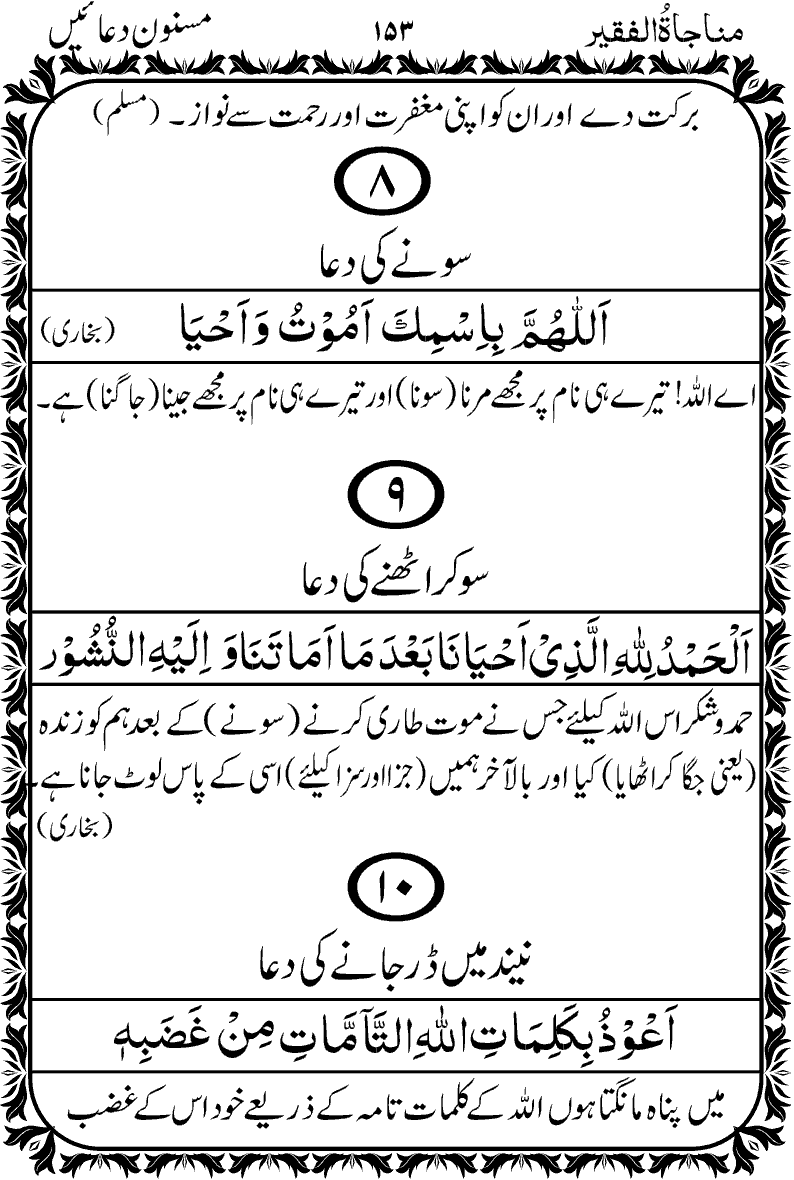 مناجاۃُ الفقیر ۱۵۳ مسنون دعائیں
برکت دے اور ان کو اپنی مغفرت اور رحمت سے نواز۔ (مسلم)
۸
سونے کی دعا
اَللّٰهُمَّ بِاِسْمِكَ اَمُوْتُ وَاَحْيَا (بخاری)
اے اللہ! تیرے ہی نام پر مجھے مرنا (سونا) اور تیرے ہی نام پر مجھے جینا (جاگنا) ہے۔
۹
سو کر اٹھنے کی دعا
اَلْحَمْدُ لِلّٰهِ الَّذِیْ اَحْيَانَا بَعْدَ مَا اَمَاتَنَا وَ اِلَيْهِ النُّشُوْر
حمد و شکر اس اللہ کیلئے جس نے موت طاری کرنے (سونے) کے بعد ہم کو زندہ
(یعنی جگا کر اٹھایا) کیا اور بالآخر ہمیں (جزا اور سزا کیلئے) اسی کے پاس لوٹ جانا ہے۔
(بخاری)
۱۰
نیند میں ڈر جانے کی دعا
اَعْوْذُ بِكَلِمَاتِ اللّٰهِ التَّآمَّاتِ مِنْ غَضَبِهٖ
میں پناہ مانگتا ہوں اللہ کے کلمات تامہ کے ذریعے خود اس کے غضب